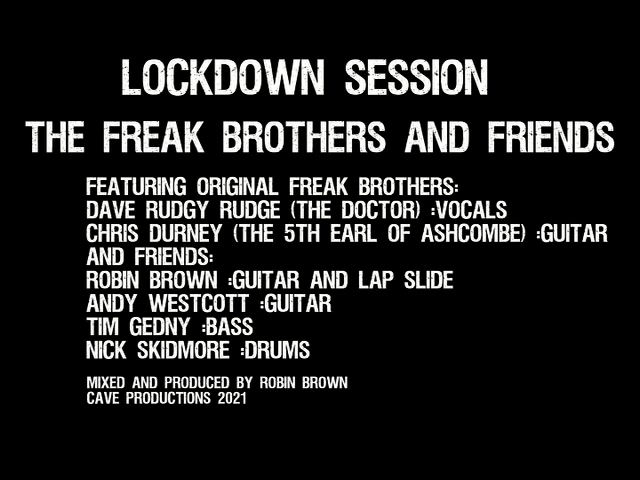 LOCKDOWN SESSION
THE FREAK BROTHERS AND FRIENDS
FEATURING ORIGINAL FREAK BROTHERS:
DAVE RUDGY RUDGE (THE DOCTOR) :VOCALS
CHRIS DURNEY (THE 5TH EARL OF ASHCOMBE) :GUITAR
AND FRIENDS:
ROBIN BROWN :GUITAR AND LAP SLIDE
ANDY WESTCOTT :GUITAR
TIM GEDNY :BASS
NICK SKIDMORE :DRUMS
MIXED AND PRODUCED BY ROBIN BROWN
CAVE PRODUCTIONS 2021